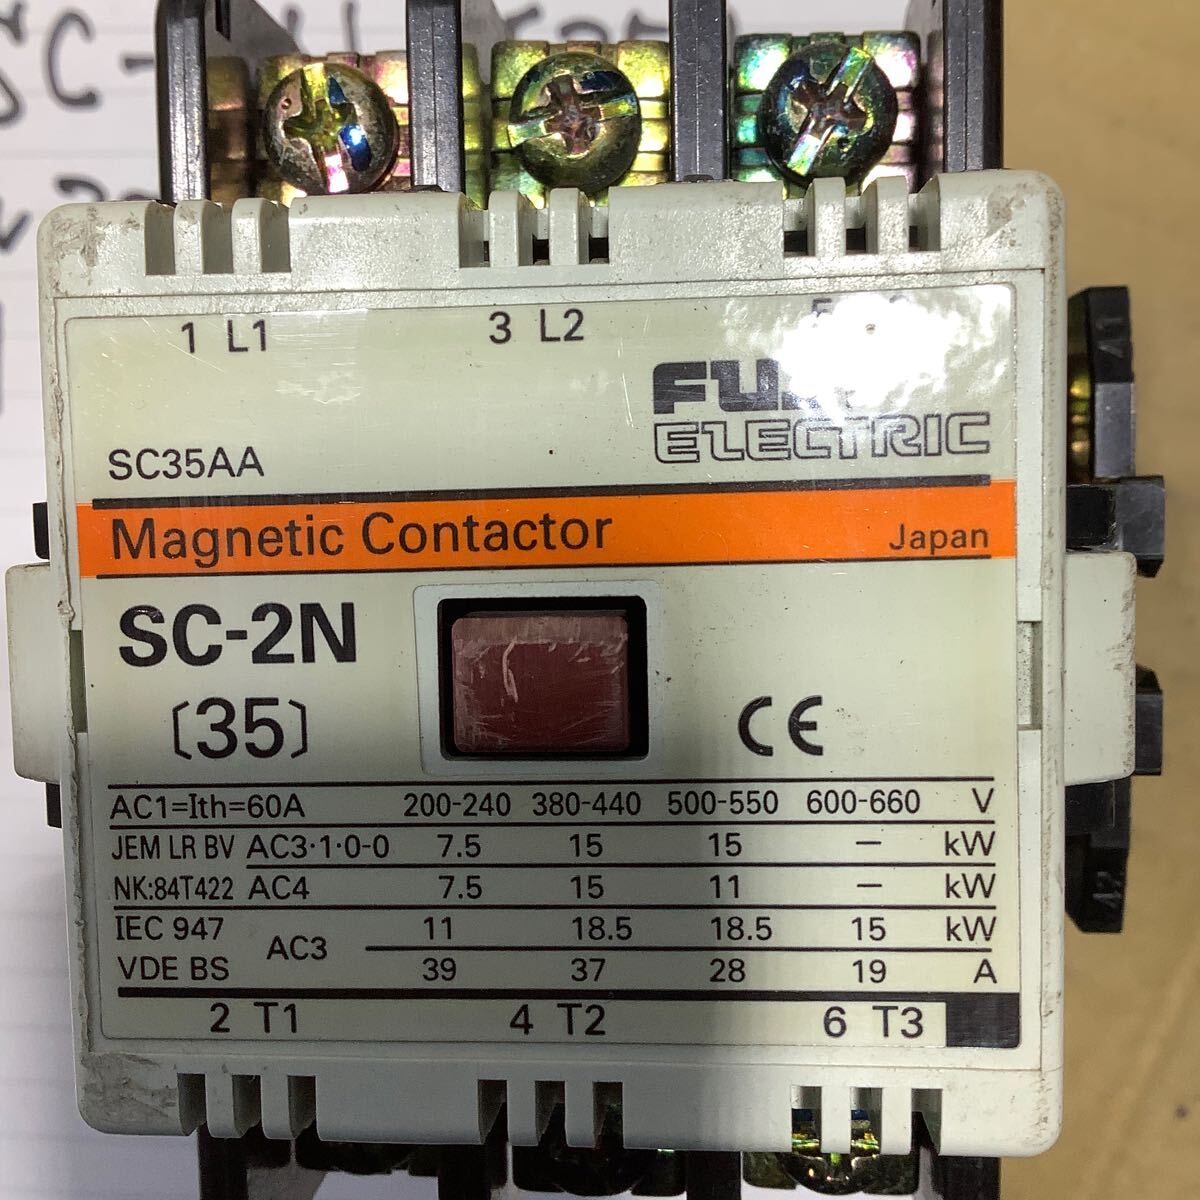 1 L1 3 L2
FUJI
ELECTRIC
SC35AA
Magnetic Contactor Japan
SC-2N
(35)
CE
AC1=Ith=60A 200-240 380-440 500-550 600-660 V
JEM LR BV AC3·1·0-0 7.5 15 15 — kW
NK:84T422 AC4 7.5 15 11 — kW
IEC 947 AC3 11 18.5 18.5 15 kW
VDE BS 39 37 28 19 A
2 T1 4 T2 6 T3
A1
A2